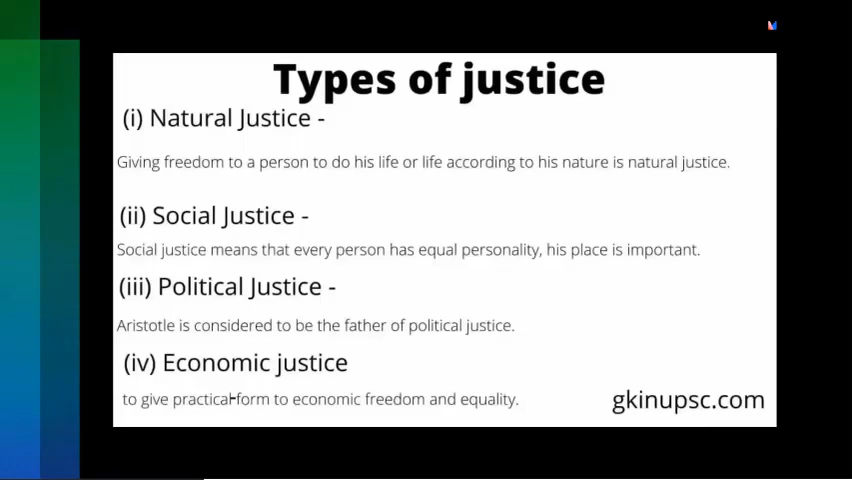 Types of justice
(i) Natural Justice -
Giving freedom to a person to do his life or life according to his nature is natural justice.
(ii) Social Justice -
Social justice means that every person has equal personality, his place is important.
(iii) Political Justice -
Aristotle is considered to be the father of political justice.
(iv) Economic justice
to give practical form to economic freedom and equality.
gkinupsc.com